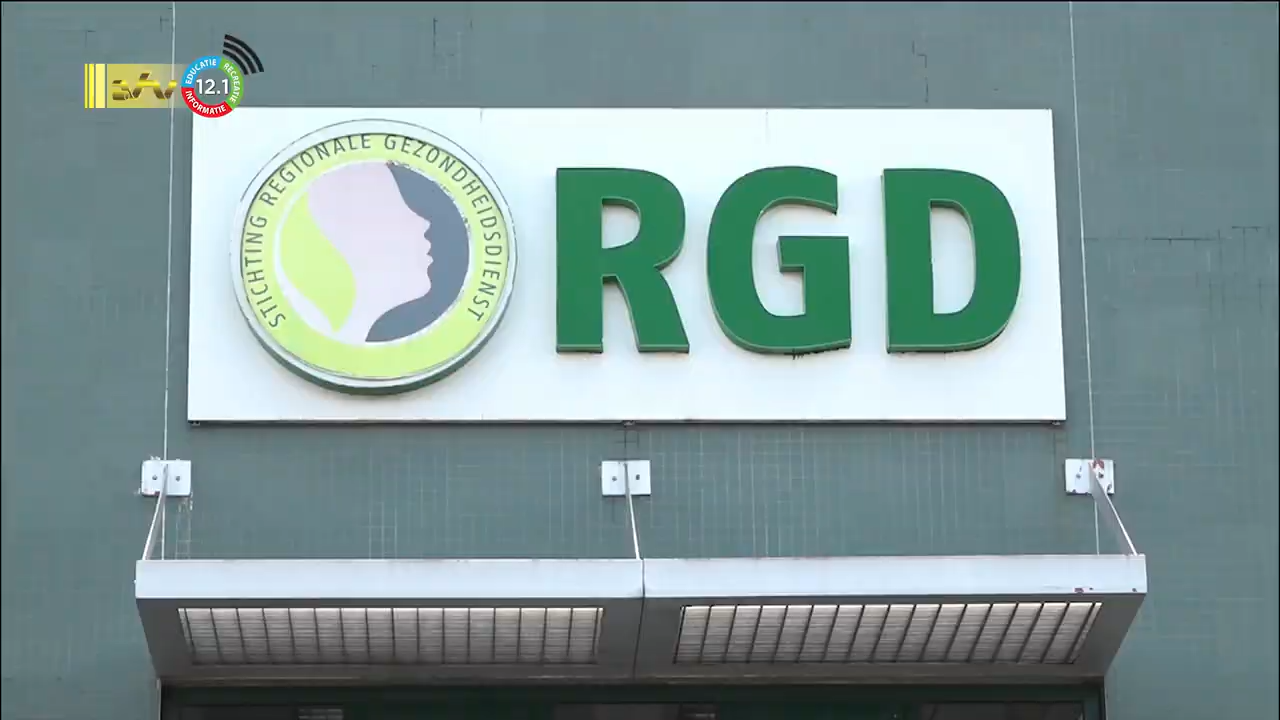 EDUCATIE
RECREATIE
INFORMATIE
12.1
STICHTING REGIONALE GEZONDHEIDSDIENST
RGD